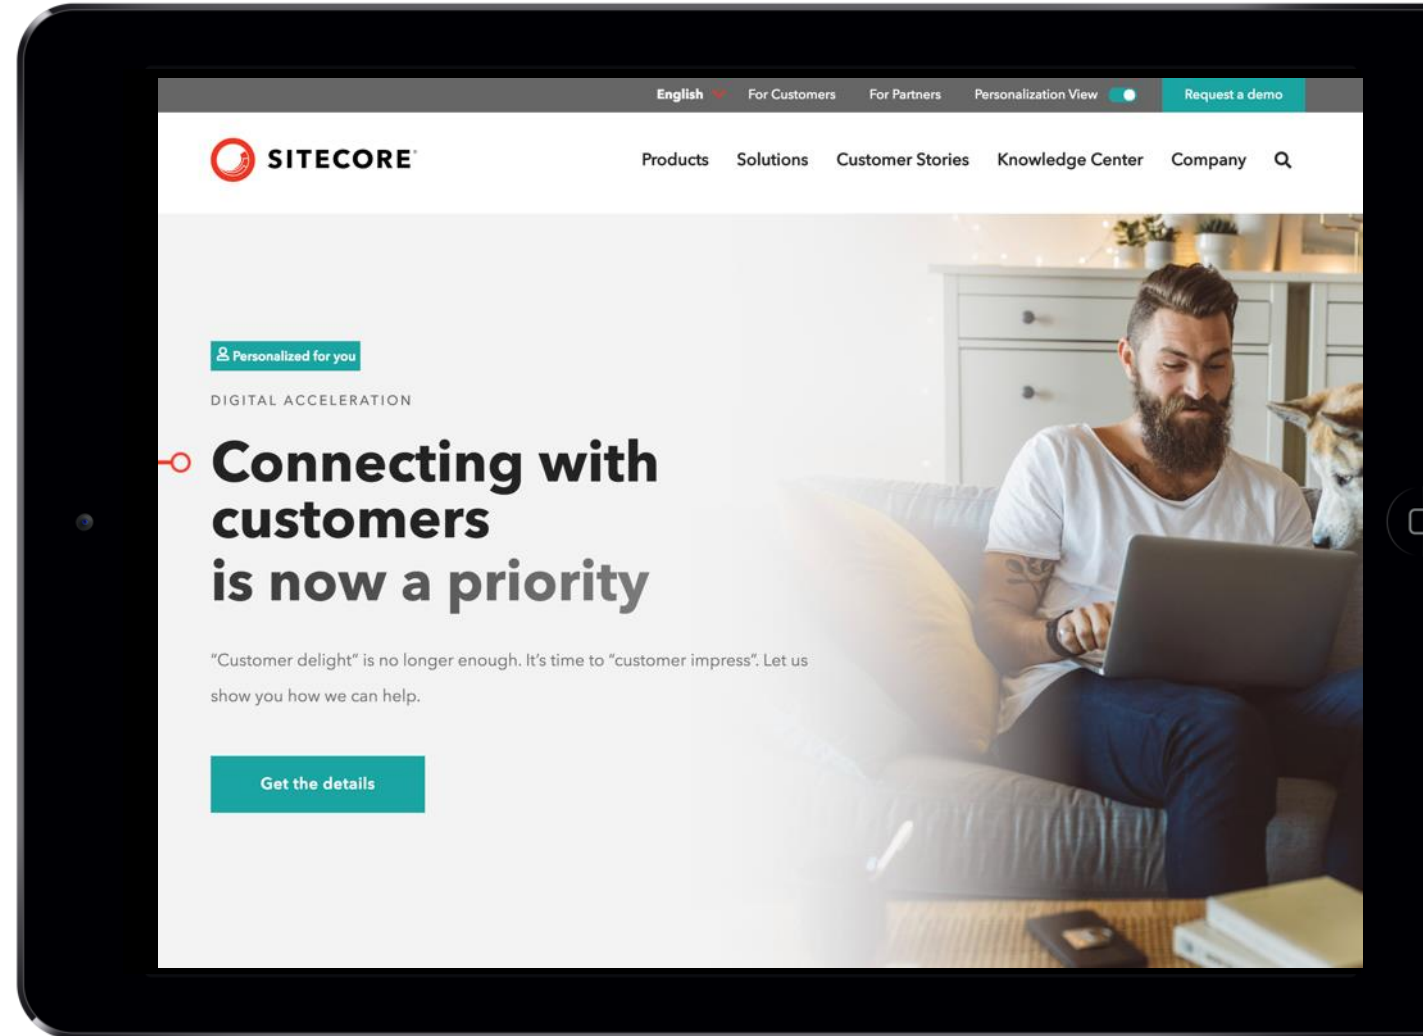 English For Customers For Partners Personalization View Request a demo
SITECORE
Products Solutions Customer Stories Knowledge Center Company
Personalized for you
DIGITAL ACCELERATION
Connecting with
customers
is now a priority
“Customer delight” is no longer enough. It’s time to “customer impress”. Let us
show you how we can help.
Get the details